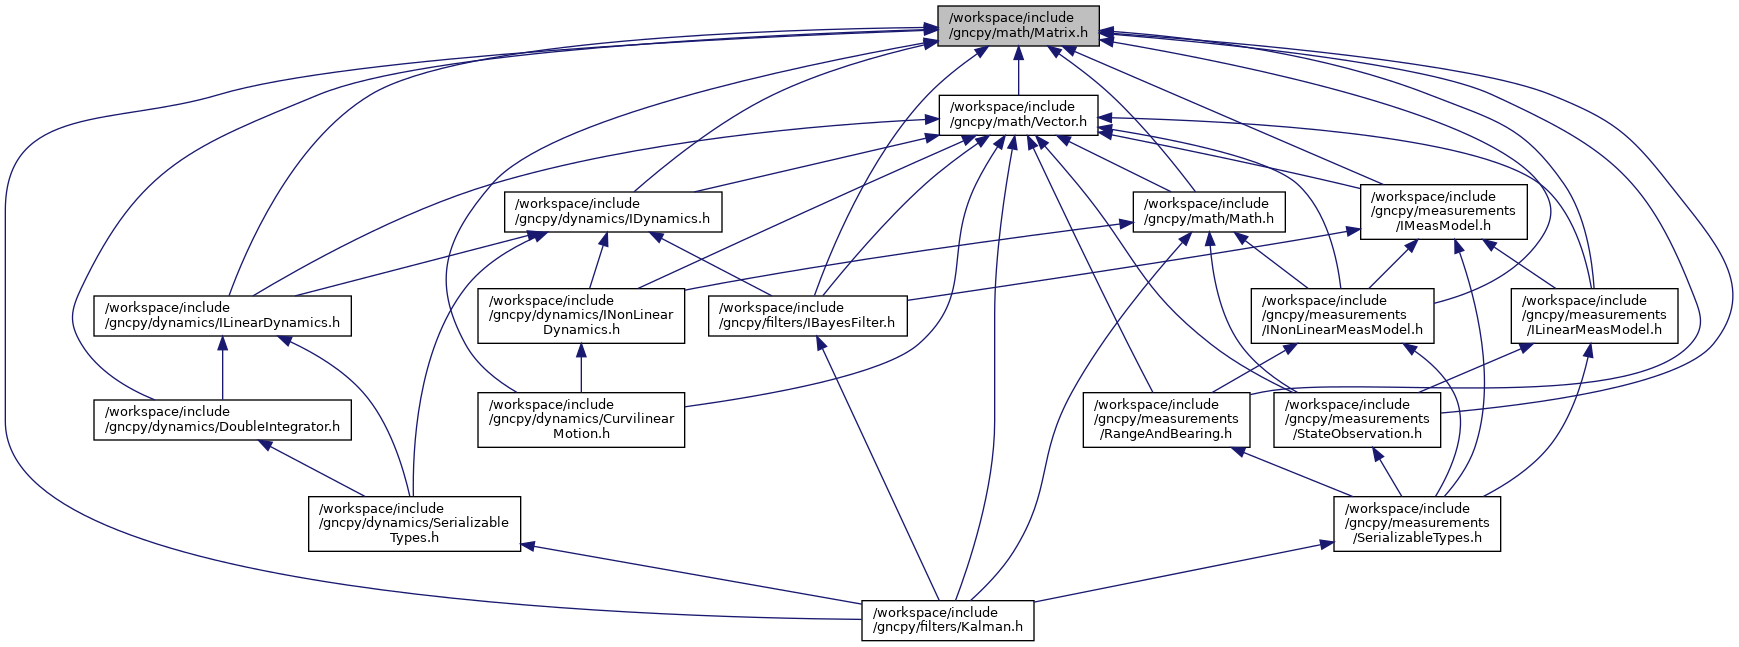 /workspace/include
/gncpy/math/Matrix.h
/workspace/include
/gncpy/math/Vector.h
/workspace/include
/gncpy/dynamics/IDynamics.h
/workspace/include
/gncpy/math/Math.h
/workspace/include
/gncpy/measurements
/IMeasModel.h
/workspace/include
/gncpy/dynamics/ILinearDynamics.h
/workspace/include
/gncpy/dynamics/INonLinear
Dynamics.h
/workspace/include
/gncpy/filters/IBayesFilter.h
/workspace/include
/gncpy/measurements
/INonLinearMeasModel.h
/workspace/include
/gncpy/measurements
/ILinearMeasModel.h
/workspace/include
/gncpy/dynamics/DoubleIntegrator.h
/workspace/include
/gncpy/dynamics/Curvilinear
Motion.h
/workspace/include
/gncpy/measurements
/RangeAndBearing.h
/workspace/include
/gncpy/measurements
/StateObservation.h
/workspace/include
/gncpy/dynamics/Serializable
Types.h
/workspace/include
/gncpy/measurements
/SerializableTypes.h
/workspace/include
/gncpy/filters/Kalman.h